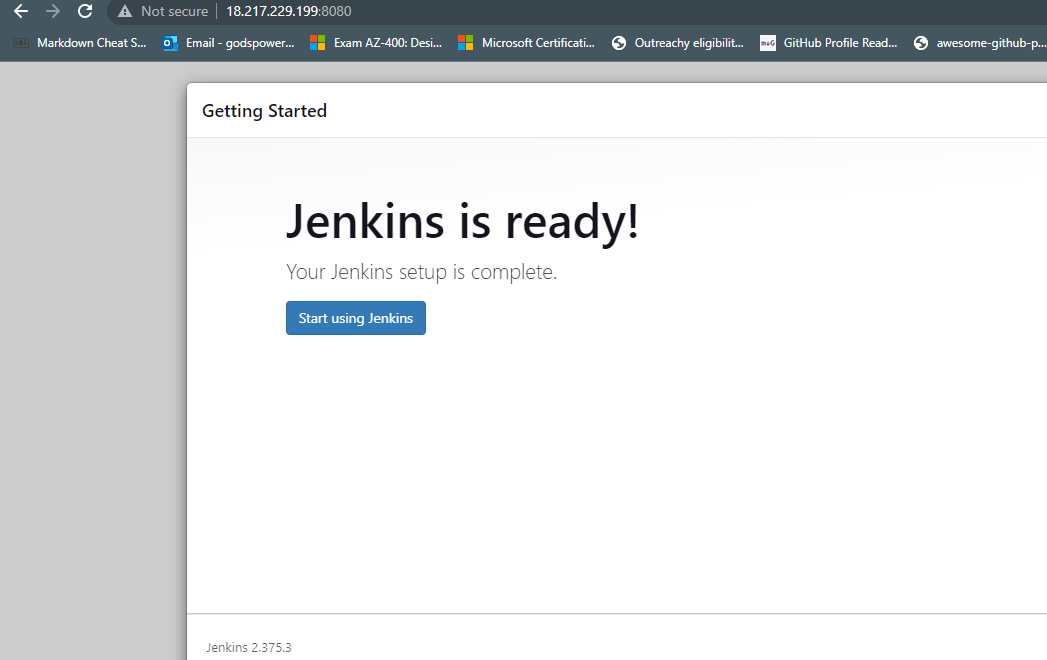 Not secure 18.217.229.199:8080
Markdown Cheat S... Email - godspower... Exam AZ-400: Desi... Microsoft Certificati... Outreachy eligibilit... GitHub Profile Read... awesome-github-p...
Getting Started
Jenkins is ready!
Your Jenkins setup is complete.
Start using Jenkins
Jenkins 2.375.3